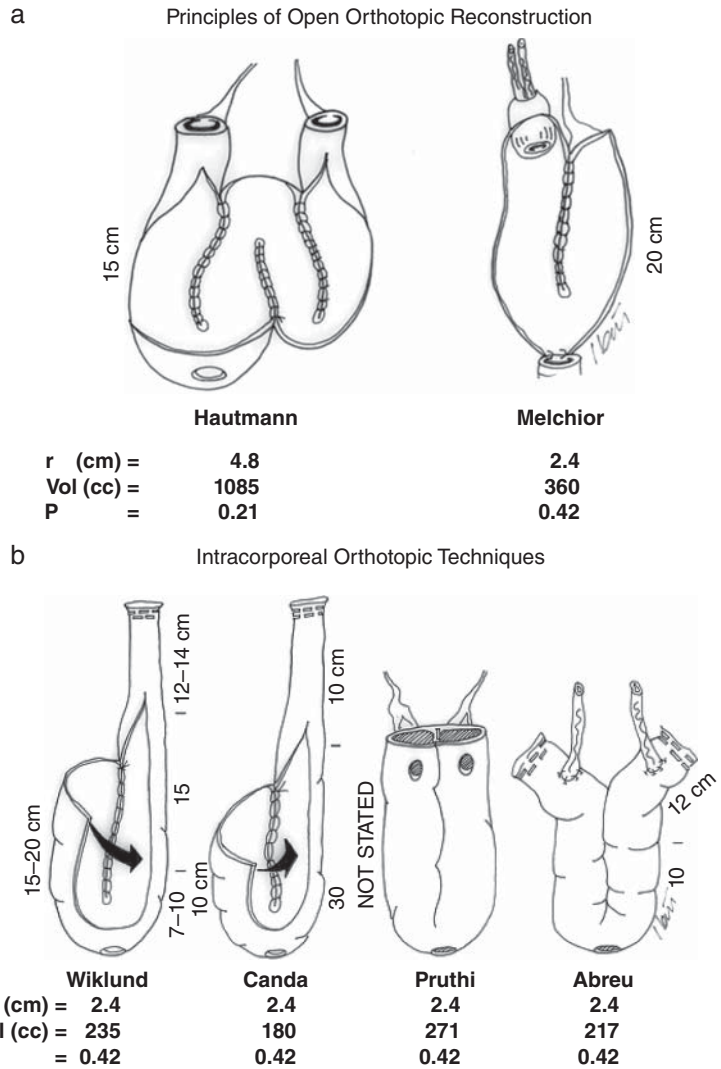 a
Principles of Open Orthotopic Reconstruction
15 cm
20 cm
Hautmann Melchior
r (cm) = 4.8 2.4
Vol (cc) = 1085 360
P = 0.21 0.42
b
Intracorporeal Orthotopic Techniques
15–20 cm
12–14 cm
15
7–10
10 cm
10 cm
30
NOT STATED
12 cm
10
Wiklund Canda Pruthi Abreu
(cm) = 2.4 2.4 2.4 2.4
l (cc) = 235 180 271 217
= 0.42 0.42 0.42 0.42